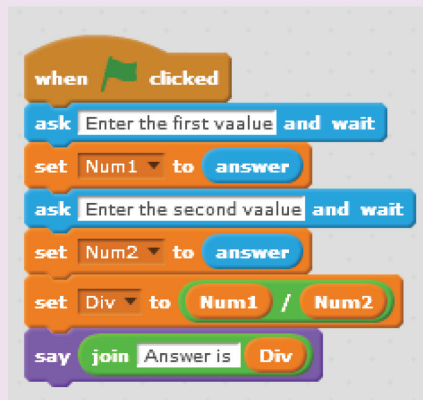 when clicked
ask Enter the first vaalue and wait
set Num1 to answer
ask Enter the second vaalue and wait
set Num2 to answer
set Div to Num1 / Num2
say join Answer is Div